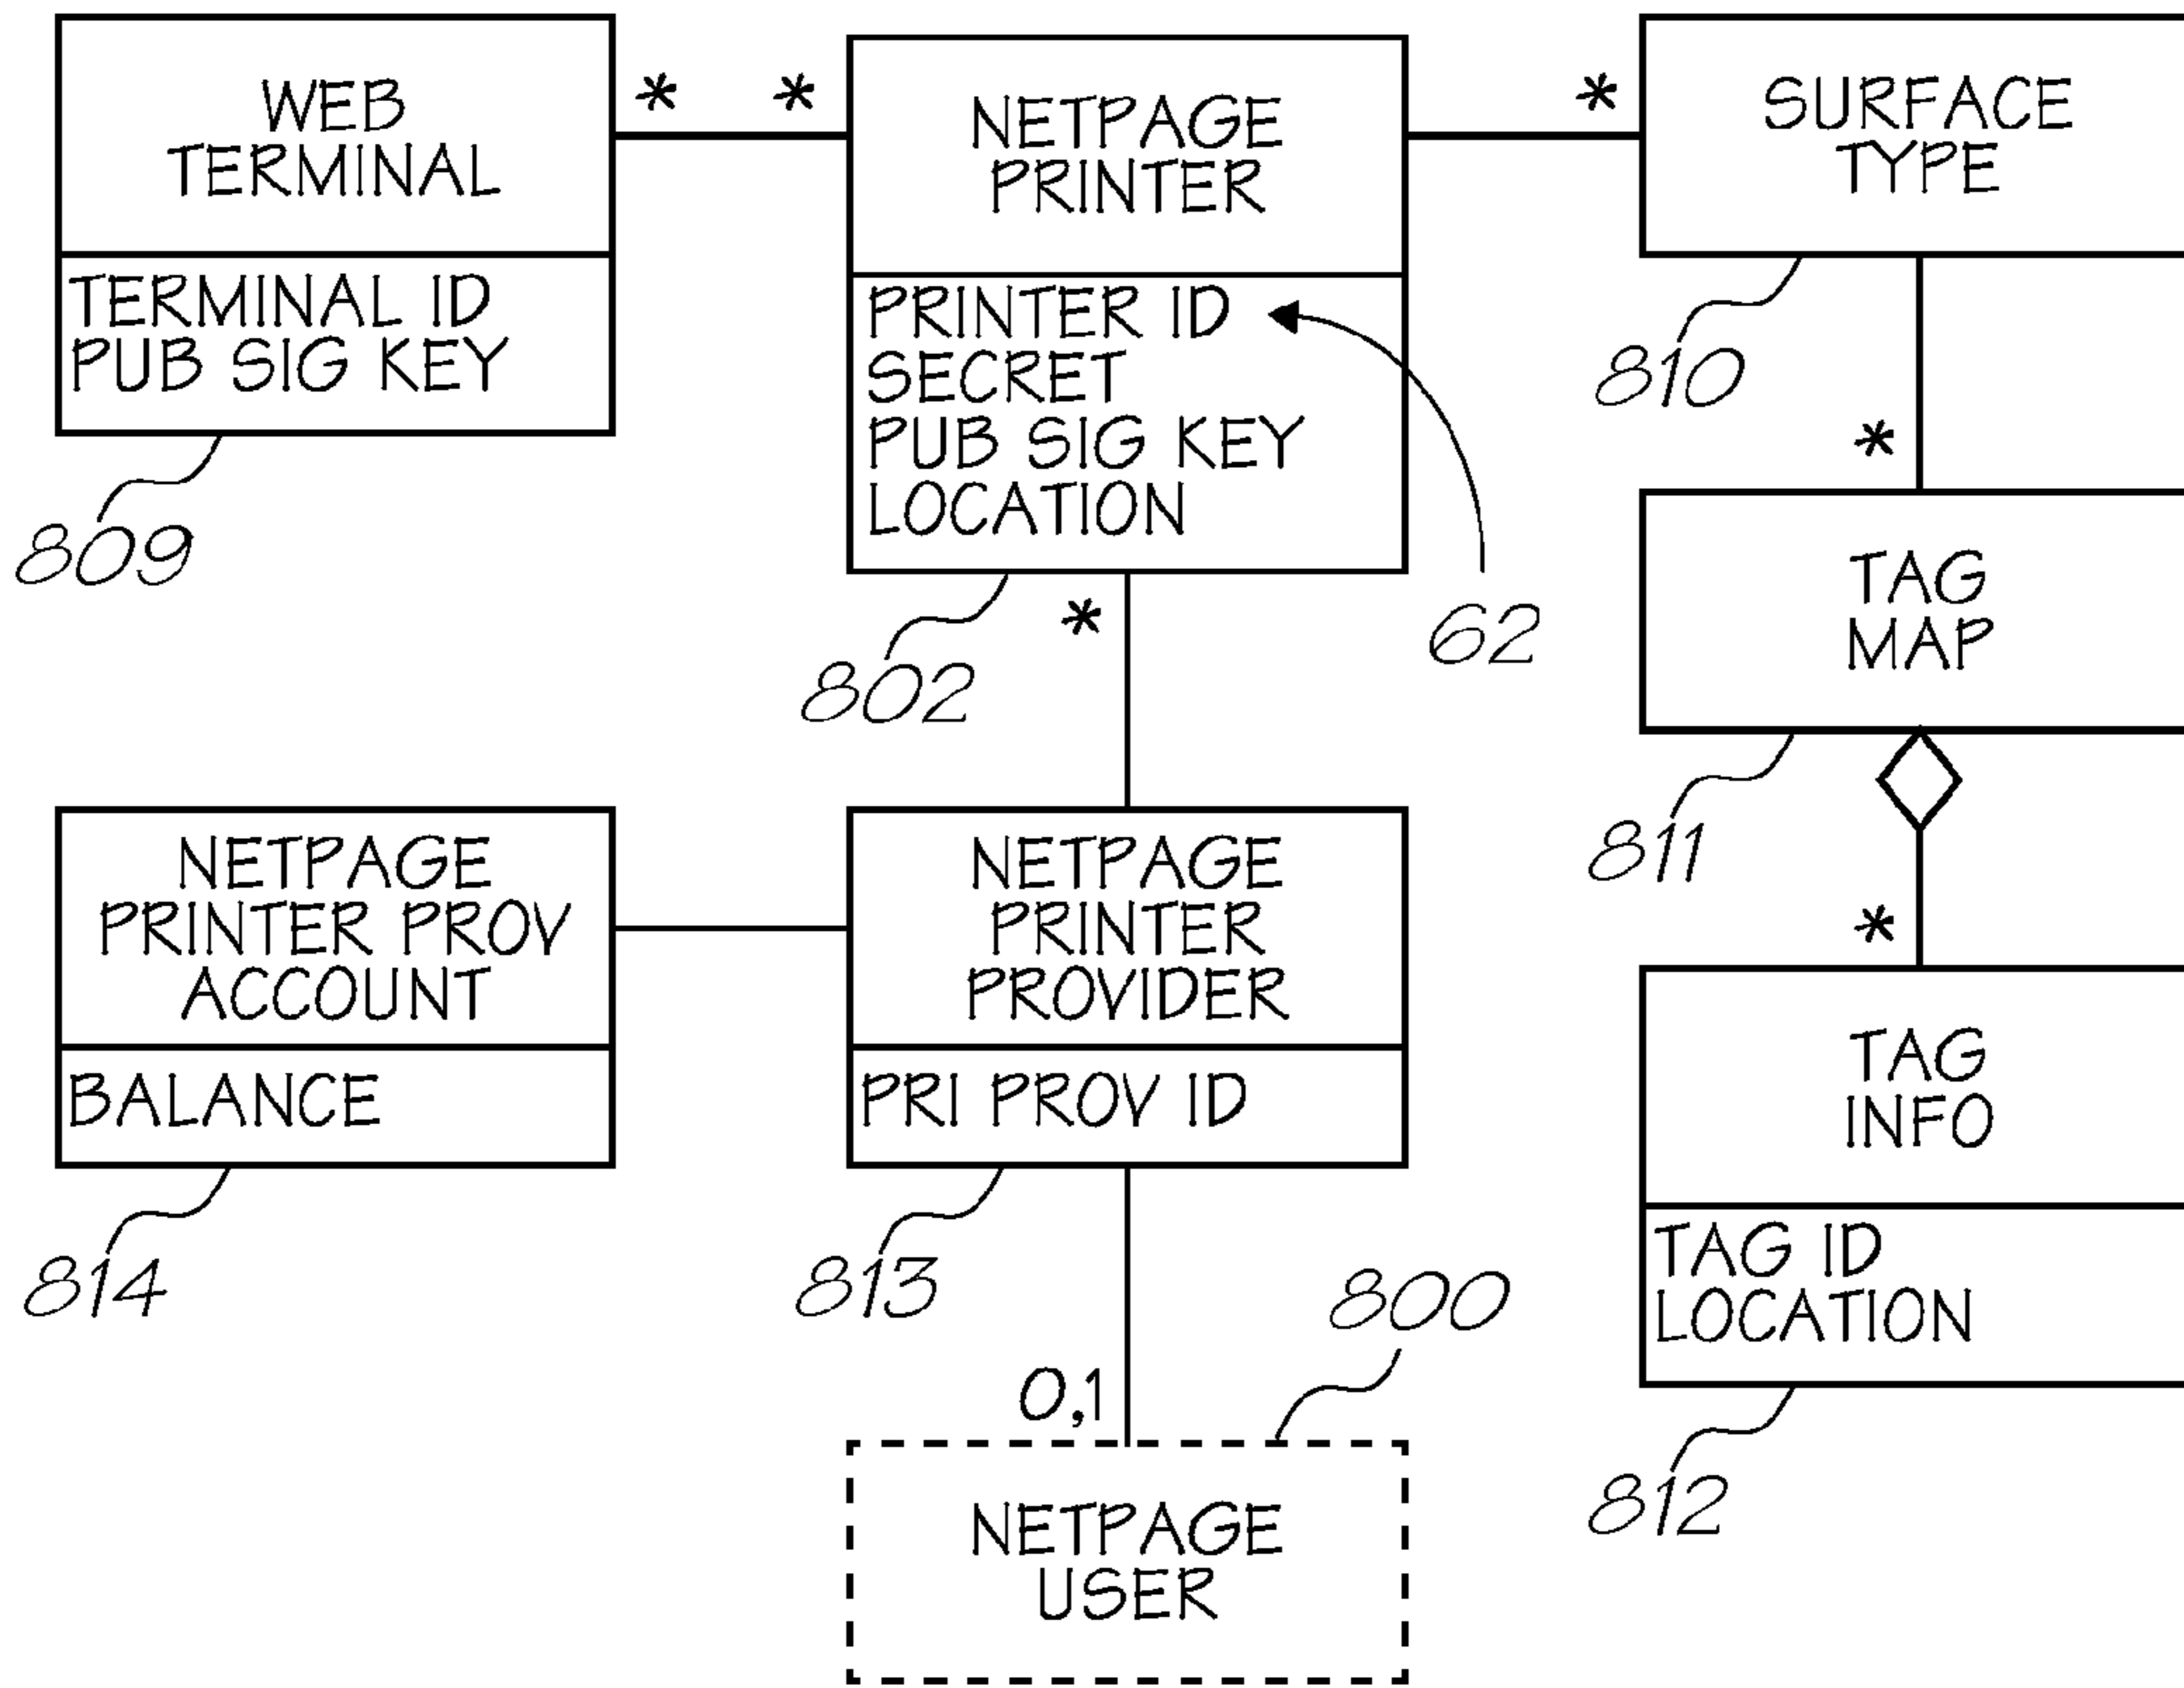 WEB
TERMINAL
TERMINAL ID
PUB SIG KEY
809
* *
NETPAGE
PRINTER
PRINTER ID
SECRET
PUB SIG KEY
LOCATION
802
62
*
*
SURFACE
TYPE
810
*
TAG
MAP
811
*
NETPAGE
PRINTER PROV
ACCOUNT
BALANCE
814
NETPAGE
PRINTER
PROVIDER
PRI PROV ID
813
800
0,1
NETPAGE
USER
TAG
INFO
TAG ID
LOCATION
812